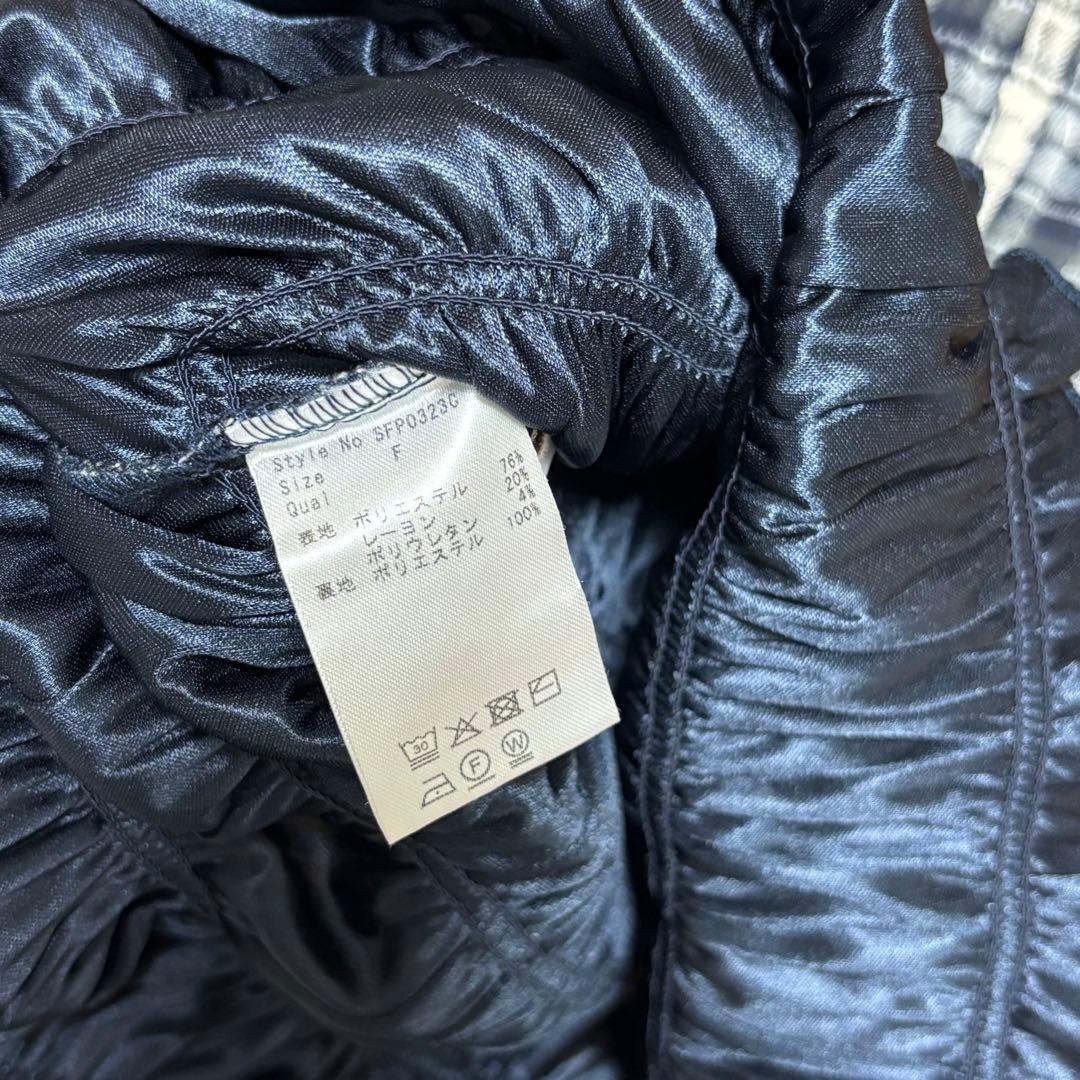 Style No SFP0323G
Size F
Qual
表地 ポリエステル 76%
レーヨン 20%
ポリウレタン 4%
裏地 ポリエステル 100%
30
F W